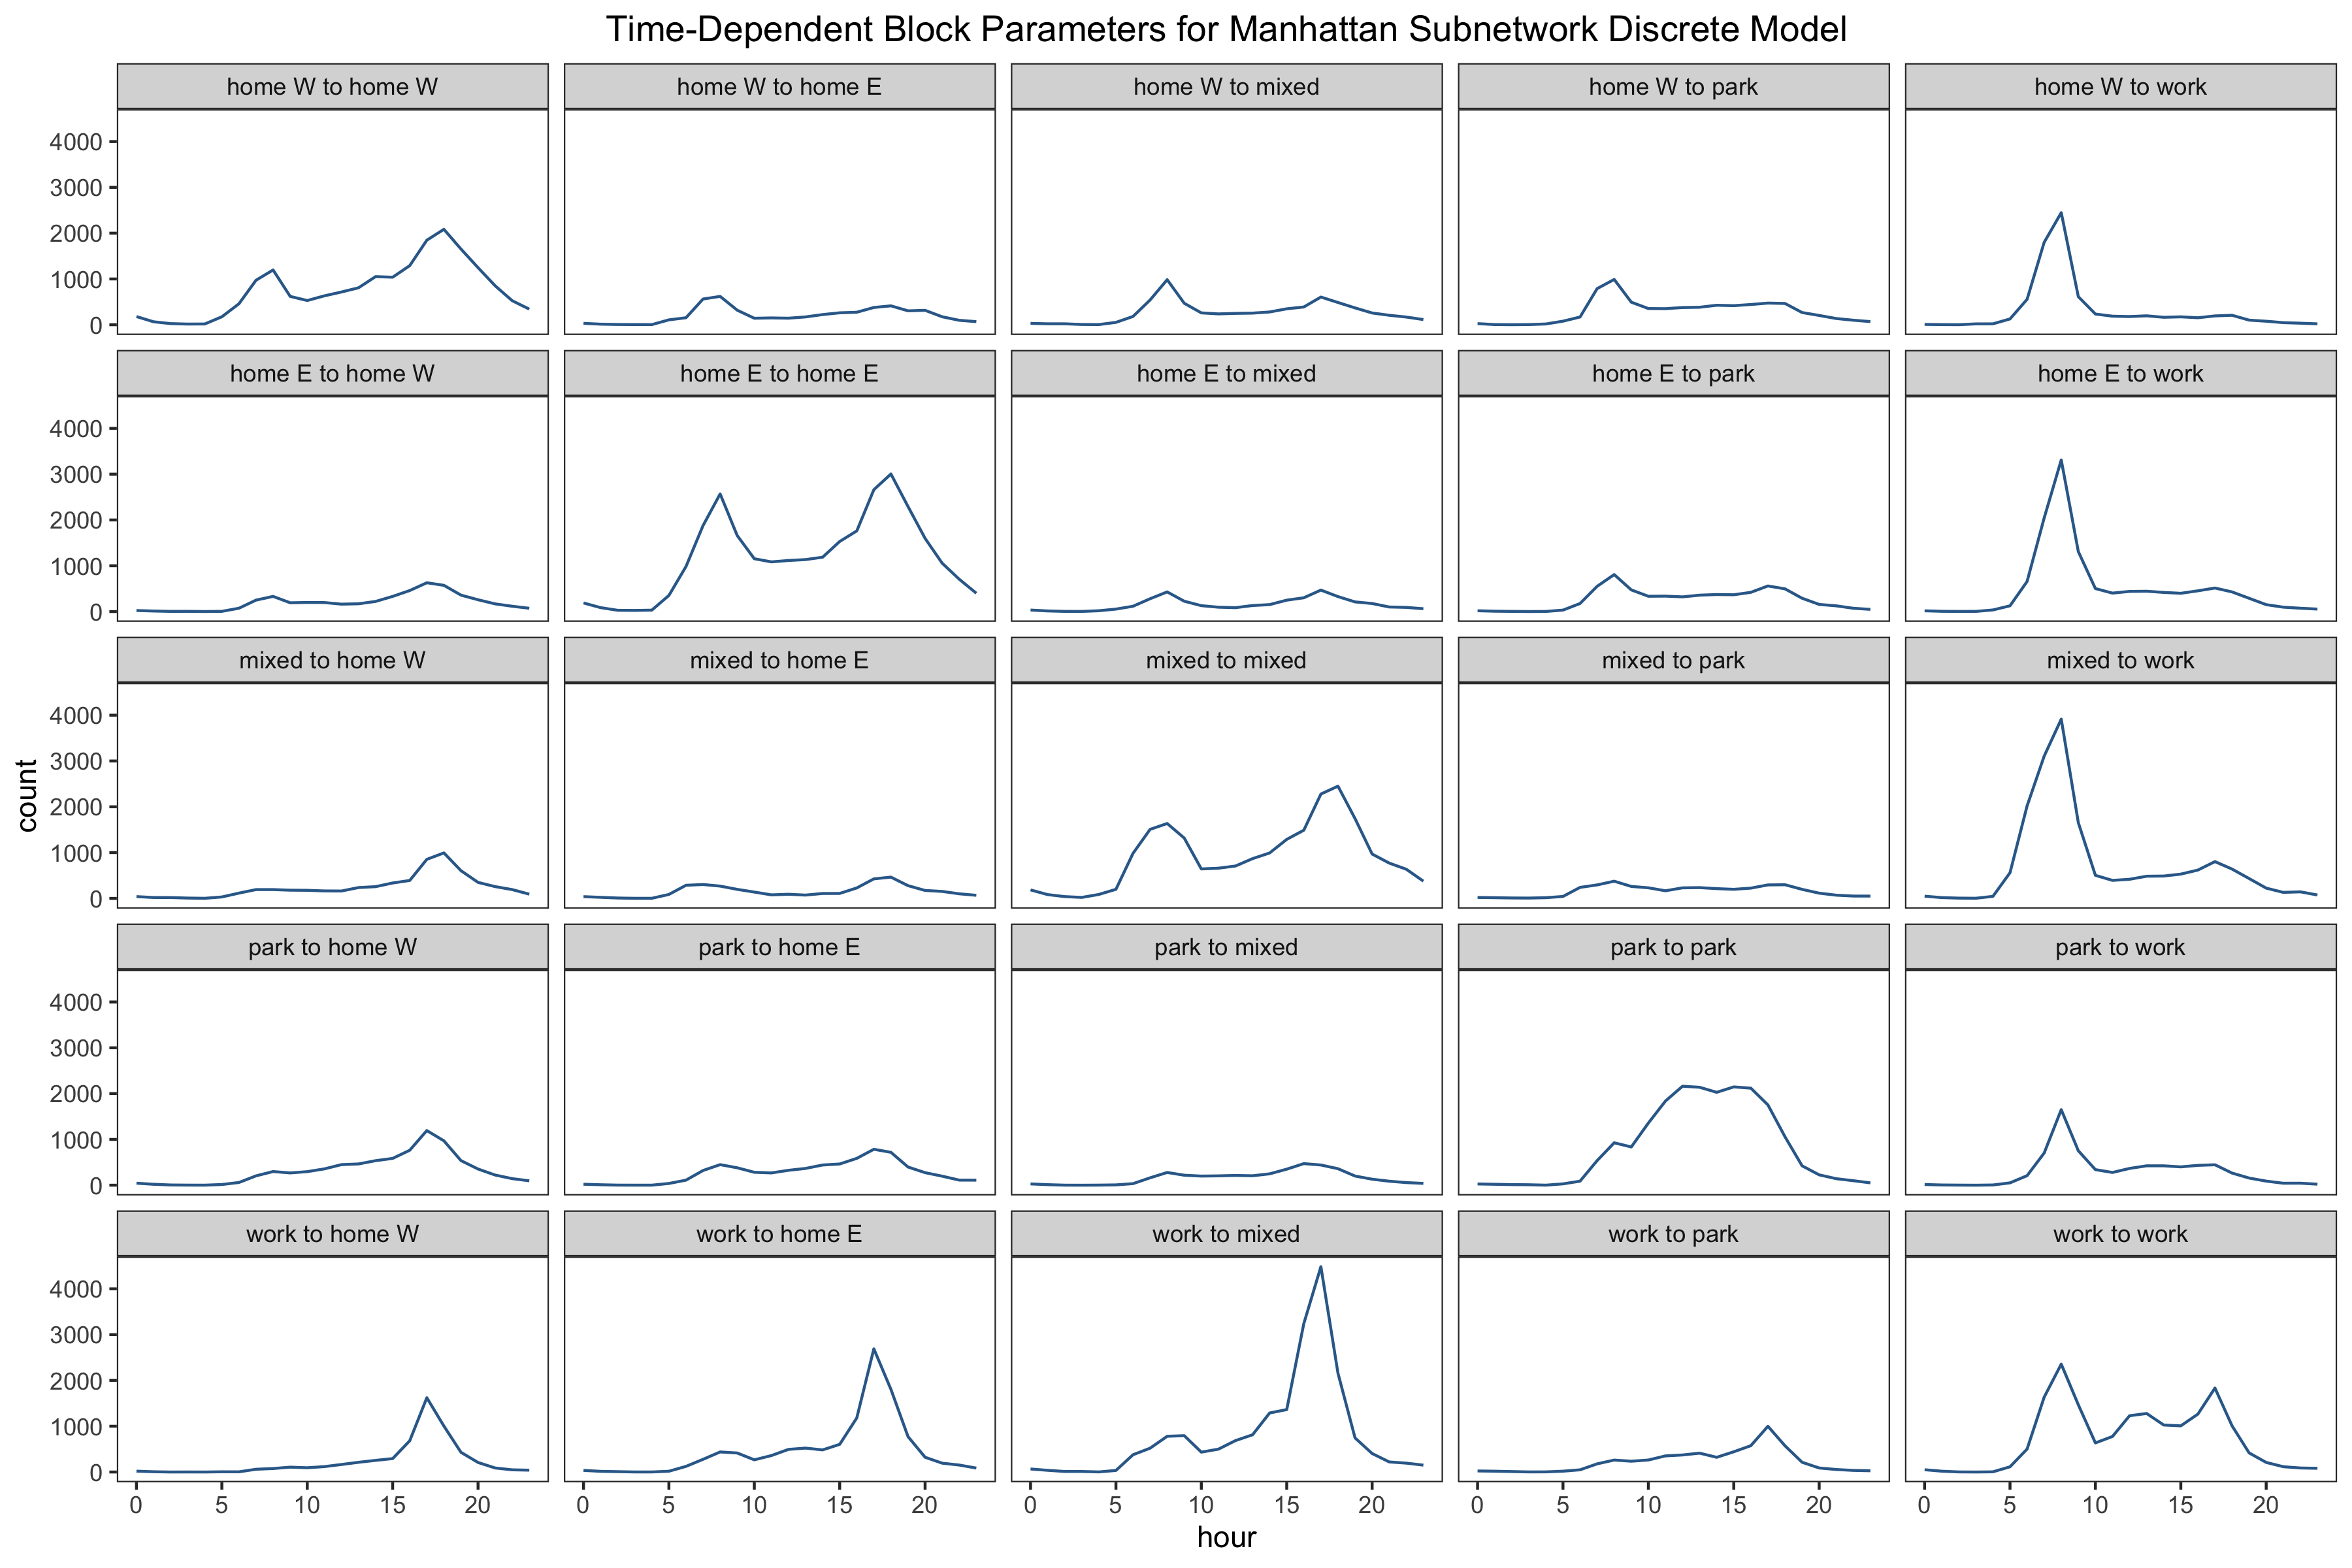 Time-Dependent Block Parameters for Manhattan Subnetwork Discrete Model
home W to home W
home W to home E
home W to mixed
home W to park
home W to work
4000
3000
2000
1000
0
home E to home W
home E to home E
home E to mixed
home E to park
home E to work
4000
3000
2000
1000
0
mixed to home W
mixed to home E
mixed to mixed
mixed to park
mixed to work
count
4000
3000
2000
1000
0
park to home W
park to home E
park to mixed
park to park
park to work
4000
3000
2000
1000
0
work to home W
work to home E
work to mixed
work to park
work to work
4000
3000
2000
1000
0
0 5 10 15 20
0 5 10 15 20
0 5 10 15 20
0 5 10 15 20
0 5 10 15 20
hour